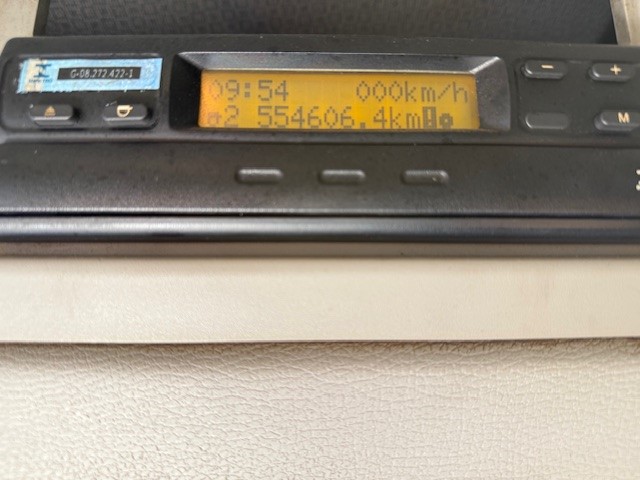 G-08.272.422-1
09:54 000km/h
2 554606.4km
- +
M